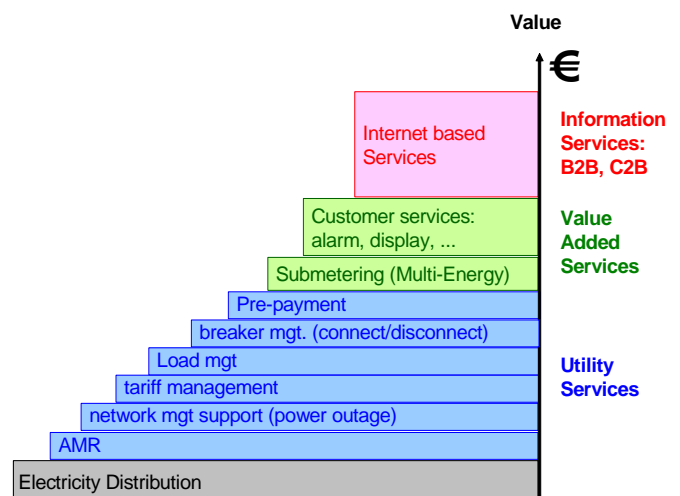 Value
€
Internet based
Services
Information
Services:
B2B, C2B
Customer services:
alarm, display, ...
Value
Added
Services
Submetering (Multi-Energy)
Pre-payment
breaker mgt. (connect/disconnect)
Load mgt
Utility
Services
tariff management
network mgt support (power outage)
AMR
Electricity Distribution